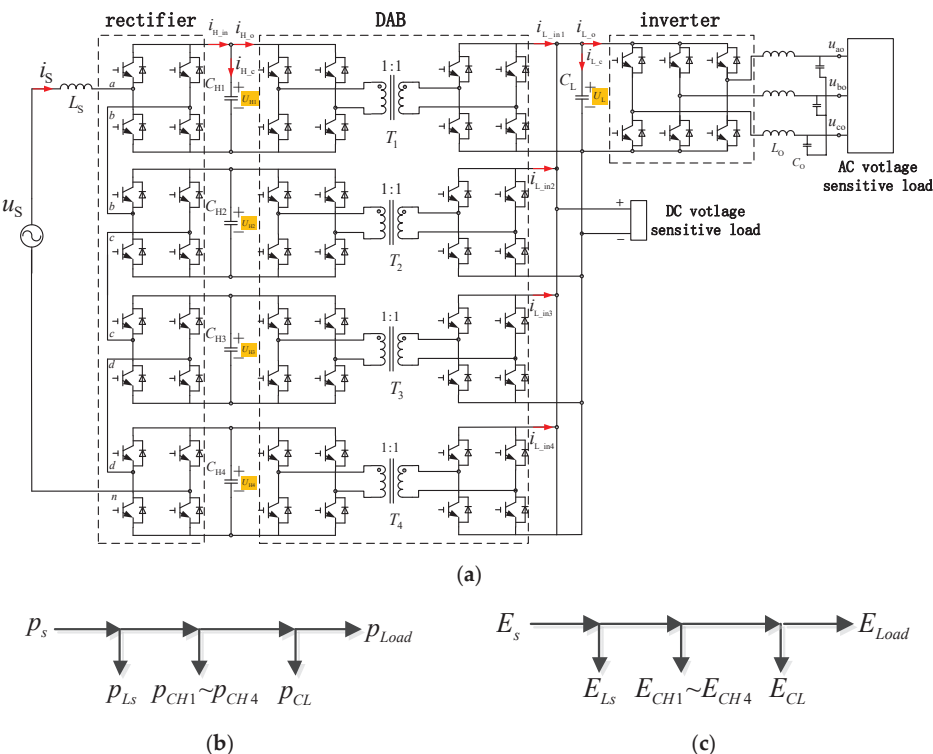 rectifier
DAB
inverter
i_H_in
i_H_o
i_L_in1
i_L_o
i_S
L_S
a
i_H_c
C_H1
+
U_H1
−
1:1
T_1
C_L
i_L_c
+
U_L
−
u_ao
u_bo
u_co
L_O
C_O
AC votlage
sensitive load
b
u_S
b
C_H2
+
U_H2
−
1:1
T_2
i_L_in2
+
−
DC votlage
sensitive load
c
c
C_H3
+
U_H3
−
1:1
T_3
i_L_in3
d
d
C_H4
+
U_H4
−
1:1
T_4
i_L_in4
n
(a)
p_s
p_Load
p_Ls
p_CH1~p_CH4
p_CL
(b)
E_s
E_Load
E_Ls
E_CH1~E_CH4
E_CL
(c)